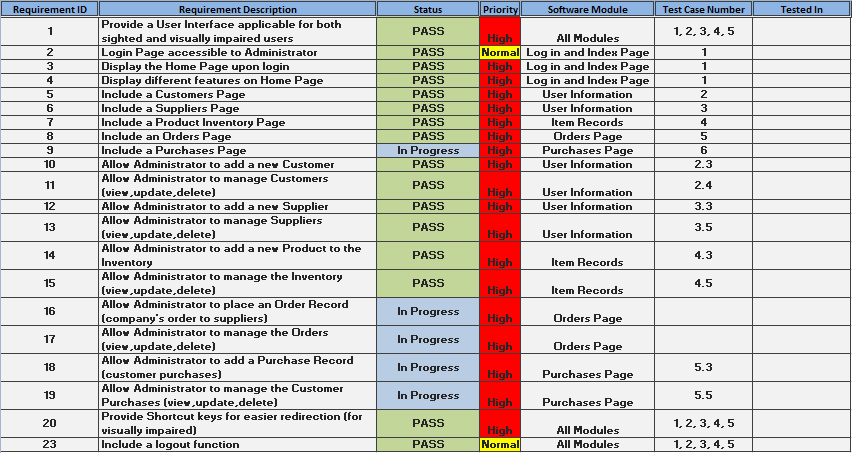 Requirement ID Requirement Description Status Priority Software Module Test Case Number Tested In
1 Provide a User Interface applicable for both
sighted and visually impaired users PASS High All Modules 1, 2, 3, 4, 5
2 Login Page accessible to Administrator PASS Normal Log in and Index Page 1
3 Display the Home Page upon login PASS High Log in and Index Page 1
4 Display different features on Home Page PASS High Log in and Index Page 1
5 Include a Customers Page PASS High User Information 2
6 Include a Suppliers Page PASS High User Information 3
7 Include a Product Inventory Page PASS High Item Records 4
8 Include an Orders Page PASS High Orders Page 5
9 Include a Purchases Page In Progress High Purchases Page 6
10 Allow Administrator to add a new Customer PASS High User Information 2.3
11 Allow Administrator to manage Customers
(view,update,delete) PASS High User Information 2.4
12 Allow Administrator to add a new Supplier PASS High User Information 3.3
13 Allow Administrator to manage Suppliers
(view,update,delete) PASS High User Information 3.5
14 Allow Administrator to add a new Product to the
Inventory PASS High Item Records 4.3
15 Allow Administrator to manage the Inventory
(view,update,delete) PASS High Item Records 4.5
16 Allow Administrator to place an Order Record
(company's order to suppliers) In Progress High Orders Page
17 Allow Administrator to manage the Orders
(view,update,delete) In Progress High Orders Page
18 Allow Administrator to add a Purchase Record
(customer purchases) In Progress High Purchases Page 5.3
19 Allow Administrator to manage the Customer
Purchases (view,update,delete) In Progress High Purchases Page 5.5
20 Provide Shortcut keys for easier redirection (for
visually impaired) PASS High All Modules 1, 2, 3, 4, 5
23 Include a logout function PASS Normal All Modules 1, 2, 3, 4, 5